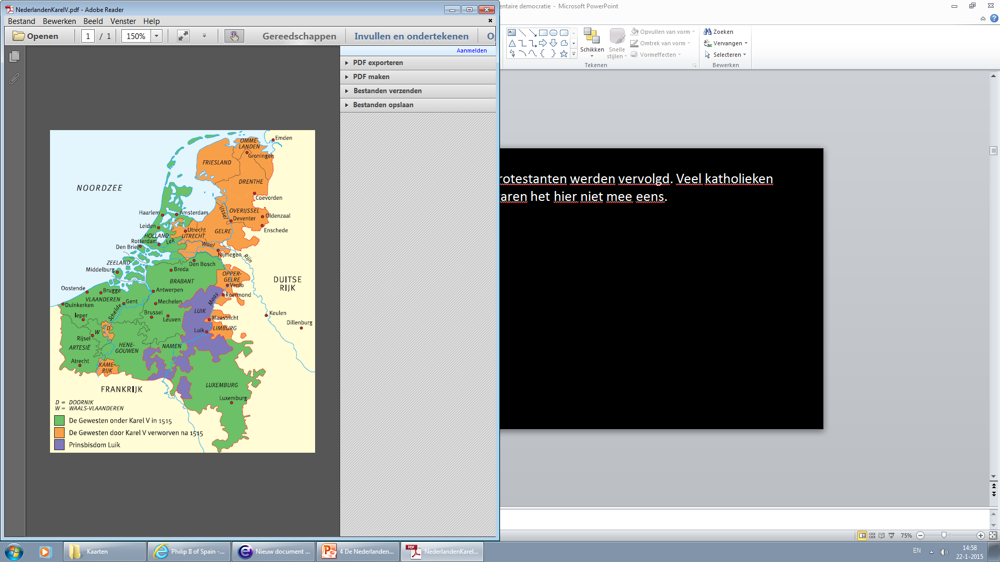 NederlandenKarelV.pdf - Adobe Reader
Bestand Bewerken Beeld Venster Help
Openen 1 / 1 150% Gereedschappen Invullen en ondertekenen
Aanmelden
PDF exporteren
PDF maken
Bestanden verzenden
Bestanden opslaan
Emden
OMME-
LANDEN
Groningen
FRIESLAND
NOORDZEE
DRENTHE
Coevorden
Haarlem
Amsterdam
IJssel
OVERIJSSEL
Deventer
Oldenzaal
Leiden
Utrecht
GELRE
Enschede
HOLLAND
UTRECHT
Rotterdam
Lek
Waal
Den Briel
Nijmegen
Rijn
ZEELAND
Den Bosch
Middelburg
Breda
OPPER-
GELRE
DUITSE
RIJK
BRABANT
Venlo
Oostende
Brugge
Antwerpen
Maas
Roermond
VLAANDEREN
Duinkerken
Gent
Mechelen
Schelde
LUIK
Ieper
Brussel
Leuven
Maastricht
Keulen
Dillenburg
D
W
Luik
LIMBURG
Rijsel
ARTESIË
HENE-
GOUWEN
NAMEN
Atrecht
KAME-
RIJK
FRANKRIJK
LUXEMBURG
Luxemburg
D = DOORNIK
W = WAALS-VLAANDEREN
De Gewesten onder Karel V in 1515
De Gewesten door Karel V verworven na 1515
Prinsbisdom Luik
entaire democratie - Microsoft PowerPoint
Schikken
Snelle
stijlen
Opvullen van vorm
Omtrek van vorm
Vormeffecten
Tekenen
Zoeken
Vervangen
Selecteren
Bewerken
rotestanten werden vervolgd. Veel katholieken
aren het hier niet mee eens.
75%
Kaarten
Philip II of Spain -...
Nieuw document ...
4 De Nederlanden...
NederlandenKarel...
EN
14:58
22-1-2015